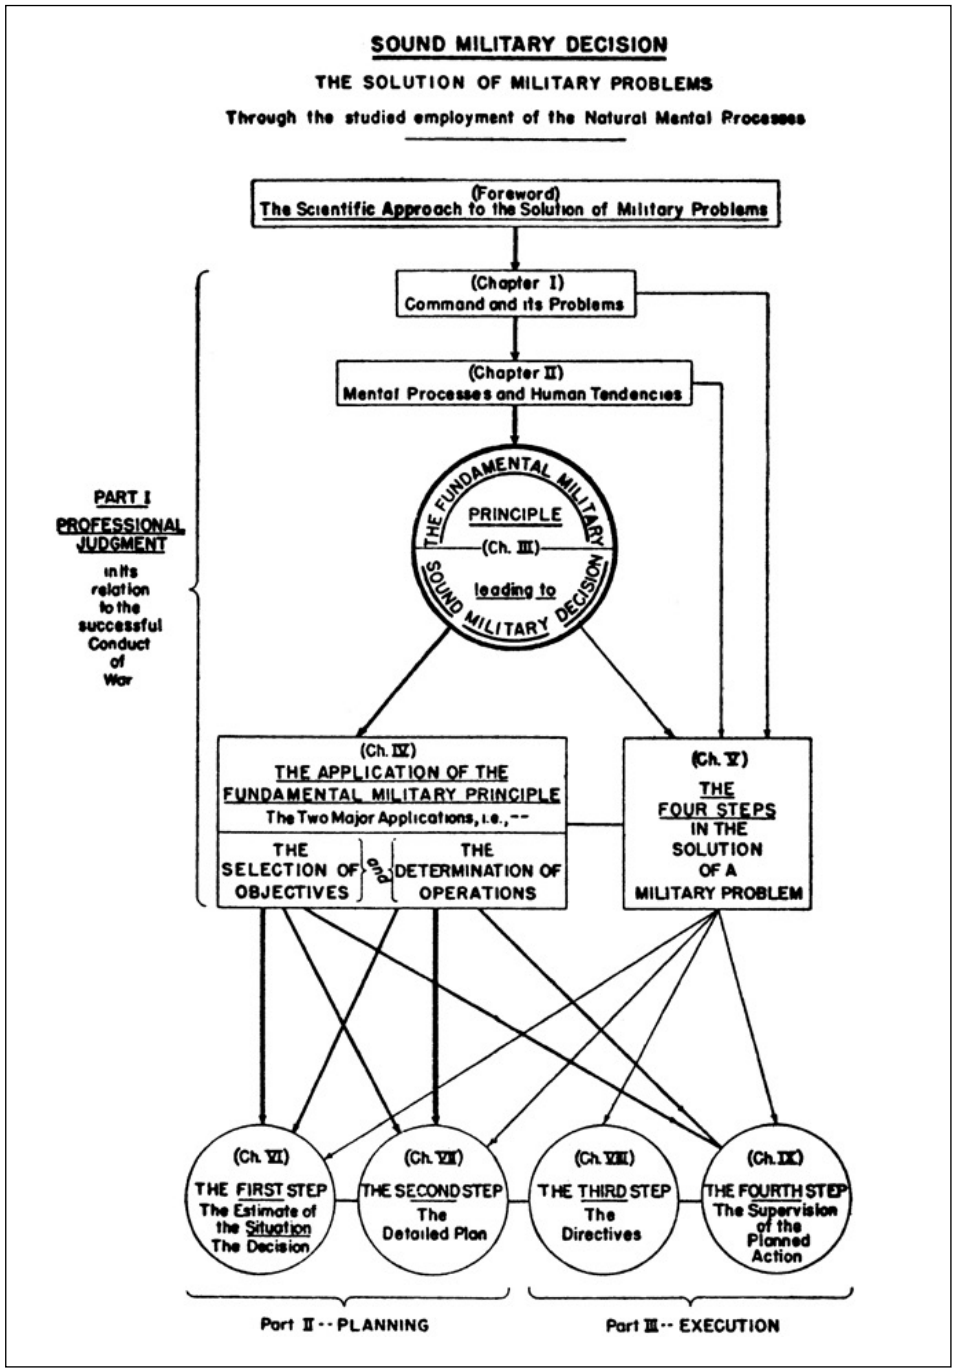 SOUND MILITARY DECISION
THE SOLUTION OF MILITARY PROBLEMS
Through the studied employment of the Natural Mental Processes
(Foreword)
The Scientific Approach to the Solution of Military Problems
(Chapter I)
Command and its Problems
(Chapter II)
Mental Processes and Human Tendencies
THE FUNDAMENTAL MILITARY
PRINCIPLE
(Ch. III)
leading to
SOUND MILITARY DECISION
PART I
PROFESSIONAL
JUDGMENT
in its
relation
to the
successful
Conduct
of
War
(Ch. IV)
THE APPLICATION OF THE
FUNDAMENTAL MILITARY PRINCIPLE
The Two Major Applications, i.e., --
THE
SELECTION OF
OBJECTIVES
and
THE
DETERMINATION OF
OPERATIONS
(Ch. V)
THE
FOUR STEPS
IN THE
SOLUTION
OF A
MILITARY PROBLEM
(Ch. VI)
THE FIRST STEP
The Estimate of
the Situation
The Decision
(Ch. VII)
THE SECOND STEP
The
Detailed Plan
(Ch. VIII)
THE THIRD STEP
The
Directives
(Ch. IX)
THE FOURTH STEP
The Supervision
of the
Planned
Action
Part II -- PLANNING
Part III -- EXECUTION